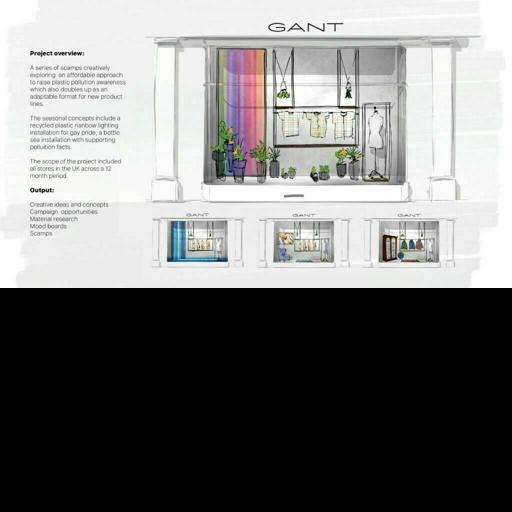 GANT
Project overview:
A series of scamps creatively
exploring an affordable approach
to raise plastic pollution awareness
which also doubles up as an
adaptable format for new product
lines.
The seasonal concepts include a
recycled plastic rianbow lighting
installation for gay pride, a bottle
sea installation with supporting
pollution facts.
The scope of the project included
all stores in the UK across a 12
month period.
Output:
Creative ideas and concepts
Campaign opportunities
Material research
Mood boards
Scamps
GANT
GANT
GANT